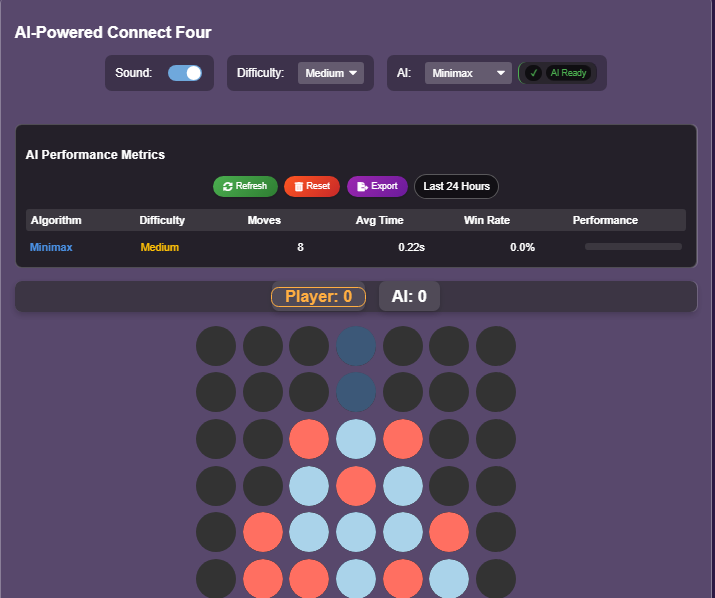 AI-Powered Connect Four
Sound:
Difficulty: Medium
AI: Minimax ✓ AI Ready
AI Performance Metrics
Refresh Reset Export Last 24 Hours
Algorithm Difficulty Moves Avg Time Win Rate Performance
Minimax Medium 8 0.22s 0.0%
Player: 0 AI: 0